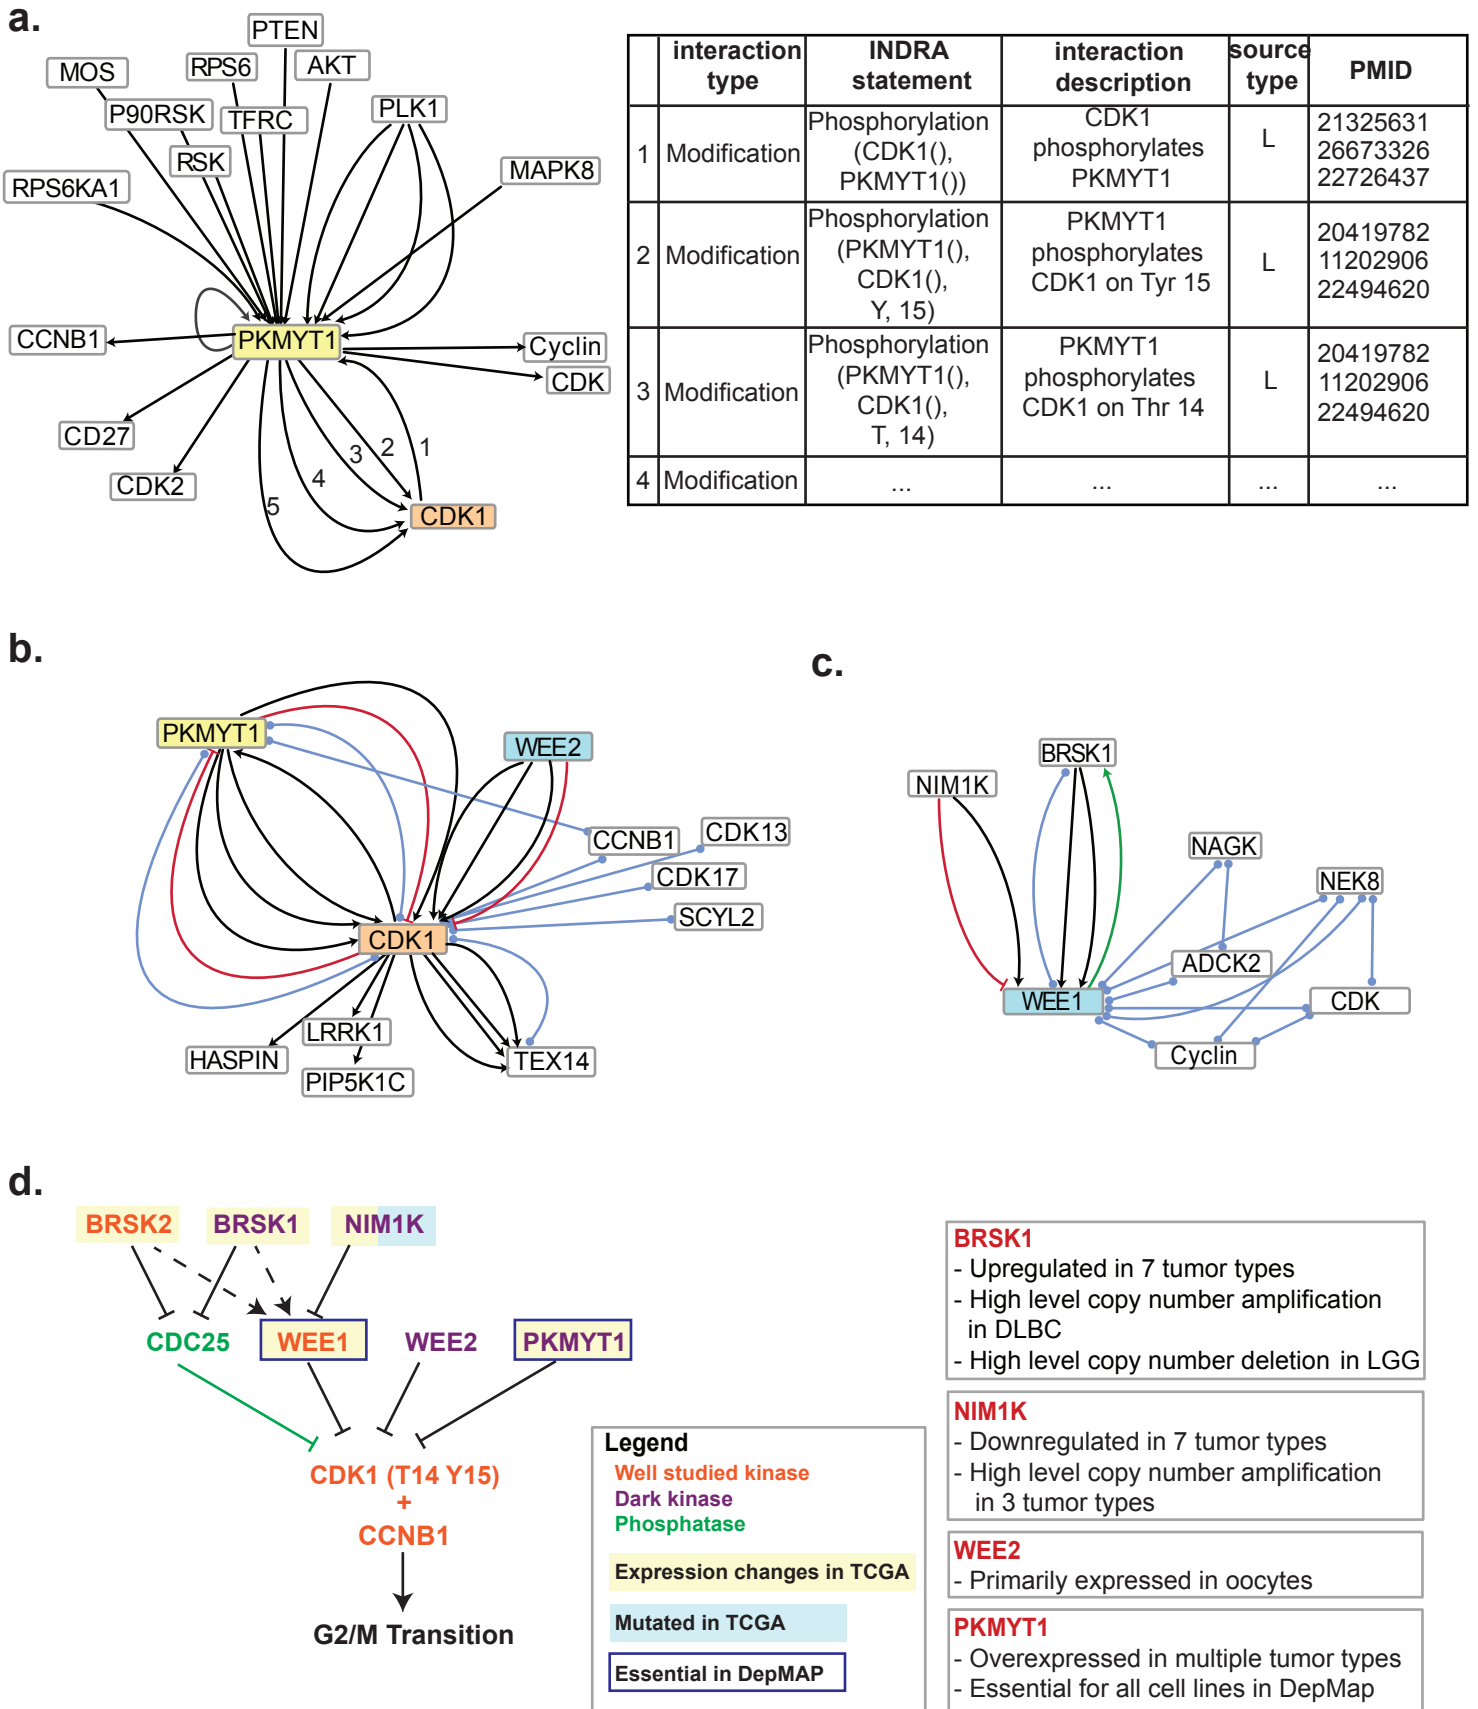 a.
PTEN
MOS
RPS6
AKT
P90RSK
TFRC
PLK1
RSK
MAPK8
RPS6KA1
CCNB1
PKMYT1
Cyclin
CDK
CD27
CDK2
CDK1
1
2
3
4
5
interaction type
INDRA statement
interaction description
source type
PMID
1
Modification
Phosphorylation
(CDK1(),
PKMYT1())
CDK1
phosphorylates
PKMYT1
L
21325631
26673326
22726437
2
Modification
Phosphorylation
(PKMYT1(),
CDK1(),
Y, 15)
PKMYT1
phosphorylates
CDK1 on Tyr 15
L
20419782
11202906
22494620
3
Modification
Phosphorylation
(PKMYT1(),
CDK1(),
T, 14)
PKMYT1
phosphorylates
CDK1 on Thr 14
L
20419782
11202906
22494620
4
Modification
...
...
...
...
b.
PKMYT1
WEE2
CCNB1
CDK13
CDK17
SCYL2
CDK1
LRRK1
HASPIN
PIP5K1C
TEX14
c.
BRSK1
NIM1K
NAGK
NEK8
ADCK2
WEE1
CDK
Cyclin
d.
BRSK2
BRSK1
NIM1K
CDC25
WEE1
WEE2
PKMYT1
CDK1 (T14 Y15)
+
CCNB1
G2/M Transition
Legend
Well studied kinase
Dark kinase
Phosphatase
Expression changes in TCGA
Mutated in TCGA
Essential in DepMAP
BRSK1
- Upregulated in 7 tumor types
- High level copy number amplification
in DLBC
- High level copy number deletion in LGG
NIM1K
- Downregulated in 7 tumor types
- High level copy number amplification
in 3 tumor types
WEE2
- Primarily expressed in oocytes
PKMYT1
- Overexpressed in multiple tumor types
- Essential for all cell lines in DepMap